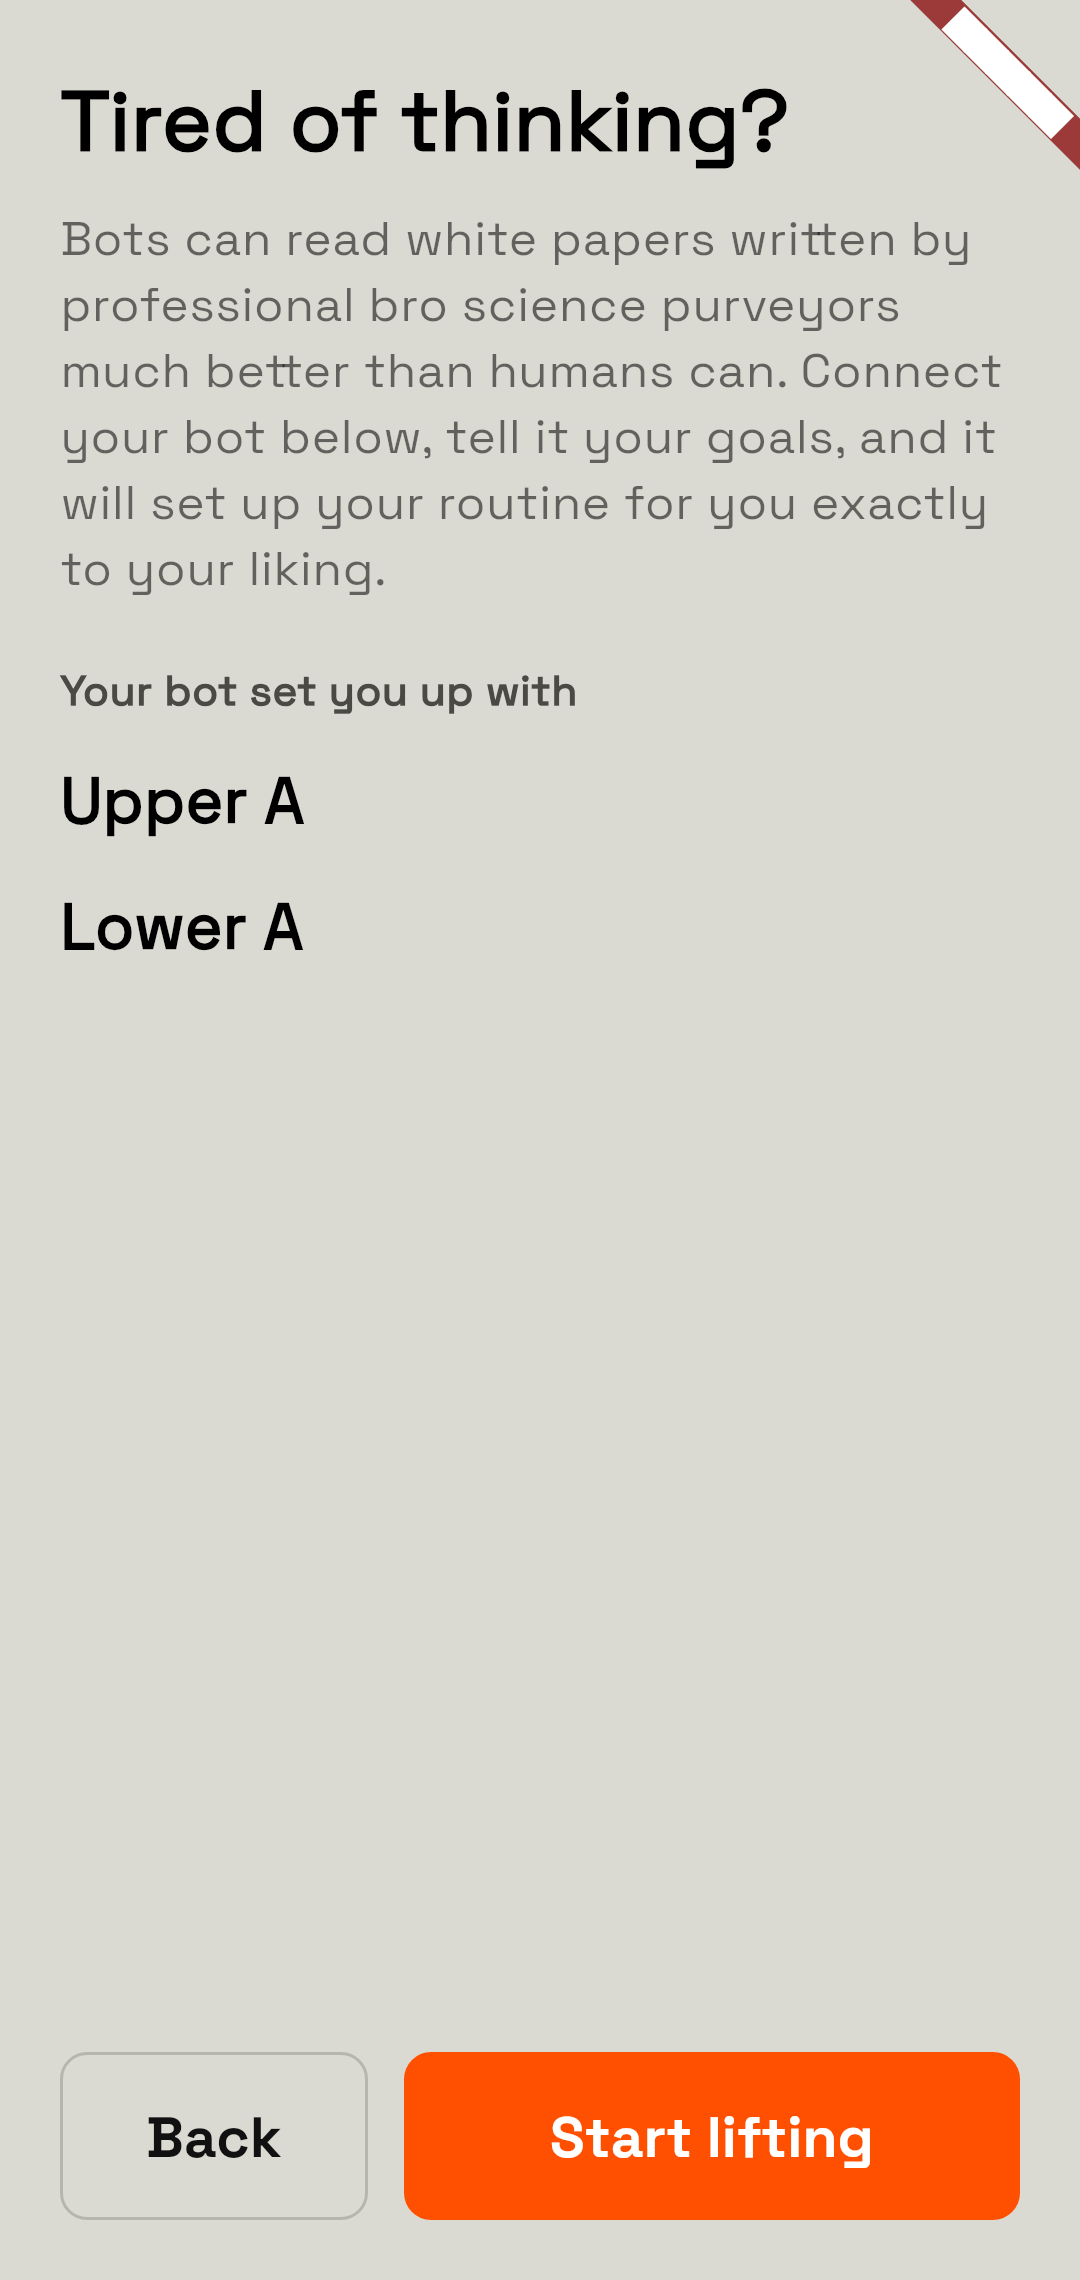 Tired of thinking?
Bots can read white papers written by
professional bro science purveyors
much better than humans can. Connect
your bot below, tell it your goals, and it
will set up your routine for you exactly
to your liking.
Your bot set you up with
Upper A
Lower A
Back
Start lifting